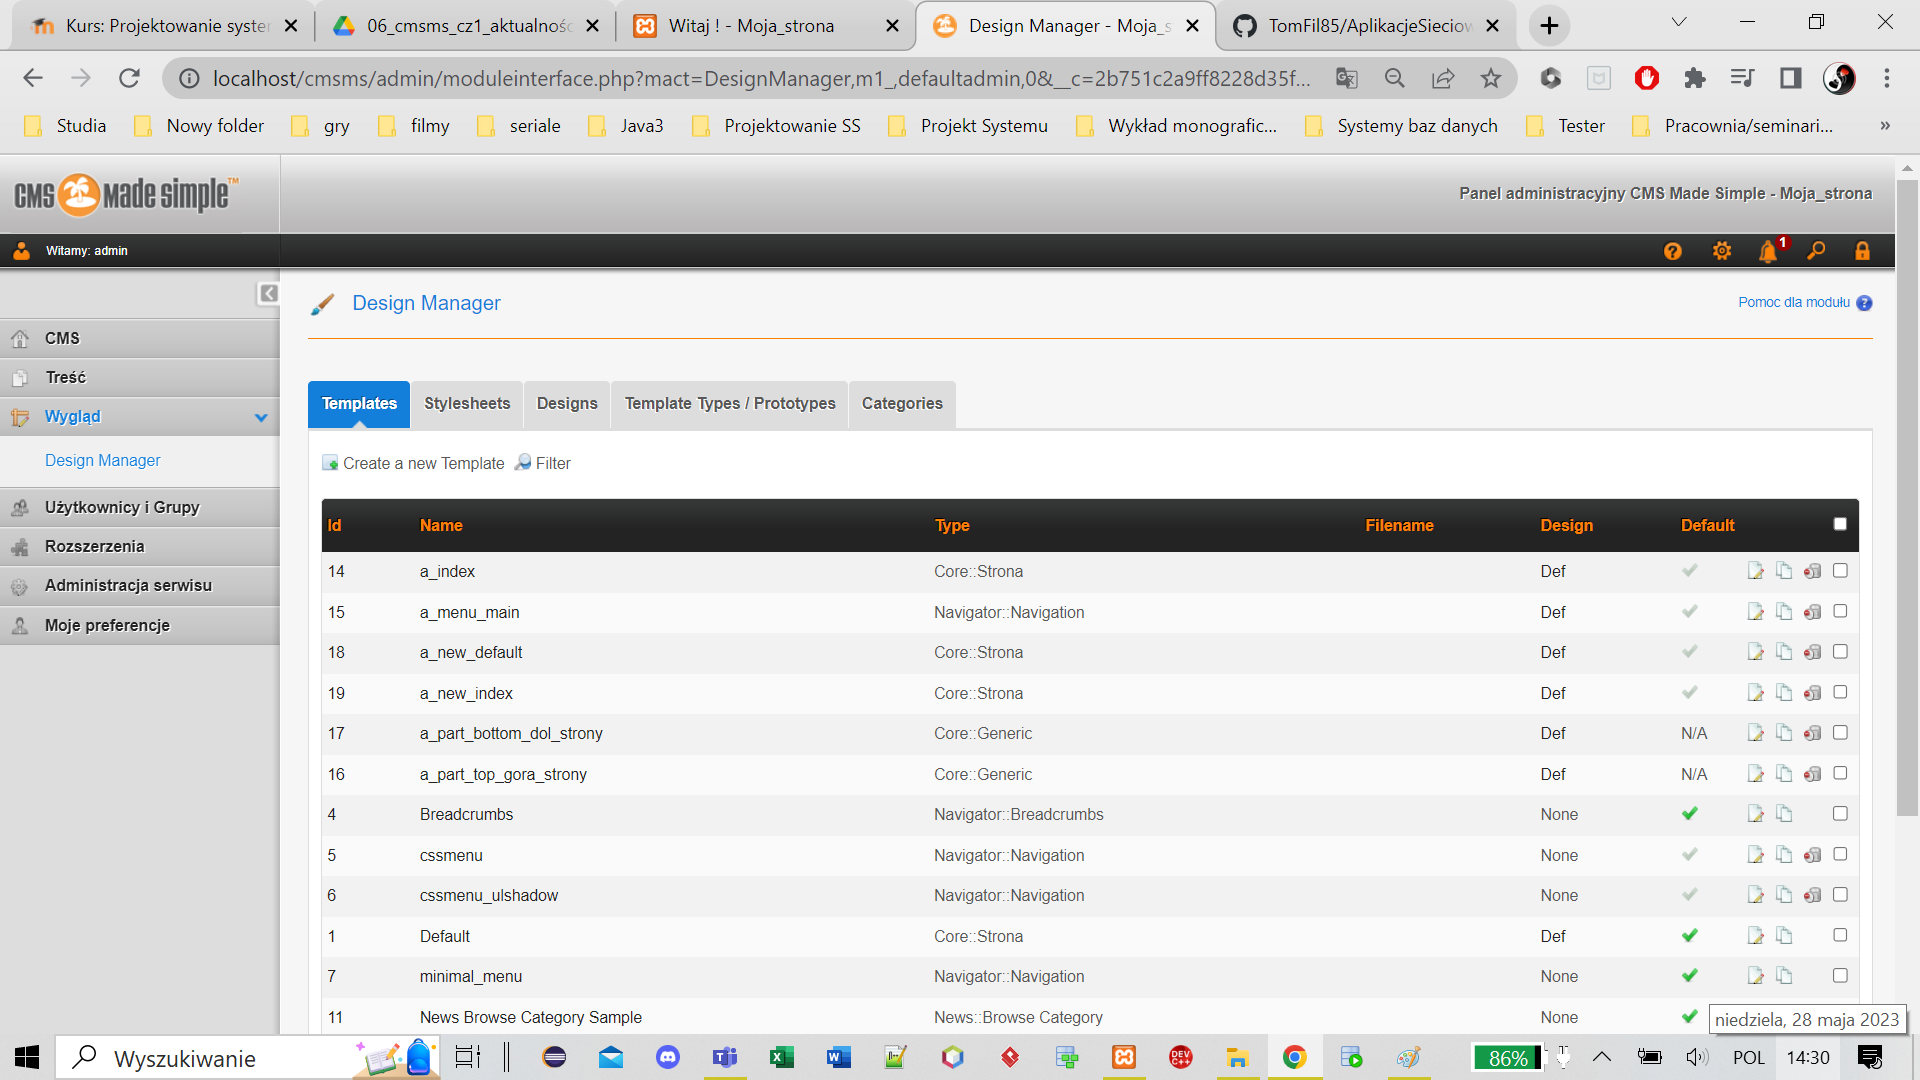 Kurs: Projektowanie syster
06_cmsms_cz1_aktualnośc
Witaj ! - Moja_strona
Design Manager - Moja_s
TomFil85/AplikacjeSieciow
localhost/cmsms/admin/moduleinterface.php?mact=DesignManager,m1_,defaultadmin,0&__c=2b751c2a9ff8228d35f...
Studia
Nowy folder
gry
filmy
seriale
Java3
Projektowanie SS
Projekt Systemu
Wykład monografic...
Systemy baz danych
Tester
Pracownia/seminari...
»
CMS Made Simple™
Panel administracyjny CMS Made Simple - Moja_strona
Witamy: admin
1
Design Manager
Pomoc dla modułu
CMS
Treść
Wygląd
Design Manager
Użytkownicy i Grupy
Rozszerzenia
Administracja serwisu
Moje preferencje
Templates
Stylesheets
Designs
Template Types / Prototypes
Categories
Create a new Template
Filter
Id Name Type Filename Design Default
14 a_index Core::Strona Def
15 a_menu_main Navigator::Navigation Def
18 a_new_default Core::Strona Def
19 a_new_index Core::Strona Def
17 a_part_bottom_dol_strony Core::Generic Def N/A
16 a_part_top_gora_strony Core::Generic Def N/A
4 Breadcrumbs Navigator::Breadcrumbs None
5 cssmenu Navigator::Navigation None
6 cssmenu_ulshadow Navigator::Navigation None
1 Default Core::Strona Def
7 minimal_menu Navigator::Navigation None
11 News Browse Category Sample News::Browse Category None
niedziela, 28 maja 2023
Wyszukiwanie
DEV C++
86%
POL
14:30